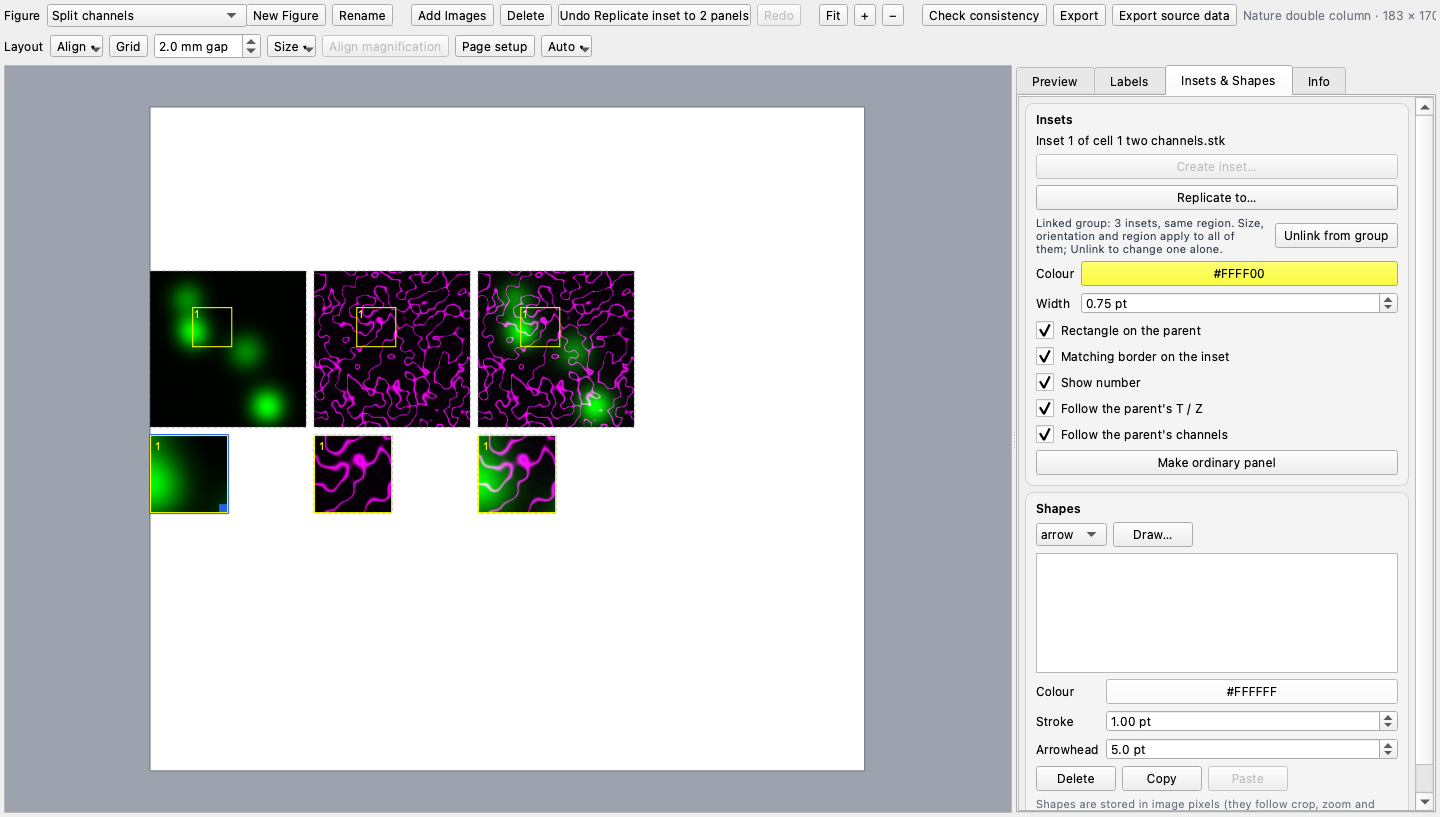 Figure Split channels New Figure Rename Add Images Delete Undo Replicate inset to 2 panels Redo Fit + − Check consistency Export Export source data Nature double column · 183 × 170
Layout Align Grid 2.0 mm gap Size Align magnification Page setup Auto
Preview Labels Insets & Shapes Info
1
1
1
1
1
1
Insets
Inset 1 of cell 1 two channels.stk
Create inset...
Replicate to...
Linked group: 3 insets, same region. Size,
orientation and region apply to all of
them; Unlink to change one alone.
Unlink from group
Colour #FFFF00
Width 0.75 pt
Rectangle on the parent
Matching border on the inset
Show number
Follow the parent's T / Z
Follow the parent's channels
Make ordinary panel
Shapes
arrow Draw...
Colour #FFFFFF
Stroke 1.00 pt
Arrowhead 5.0 pt
Delete Copy Paste
Shapes are stored in image pixels (they follow crop, zoom and